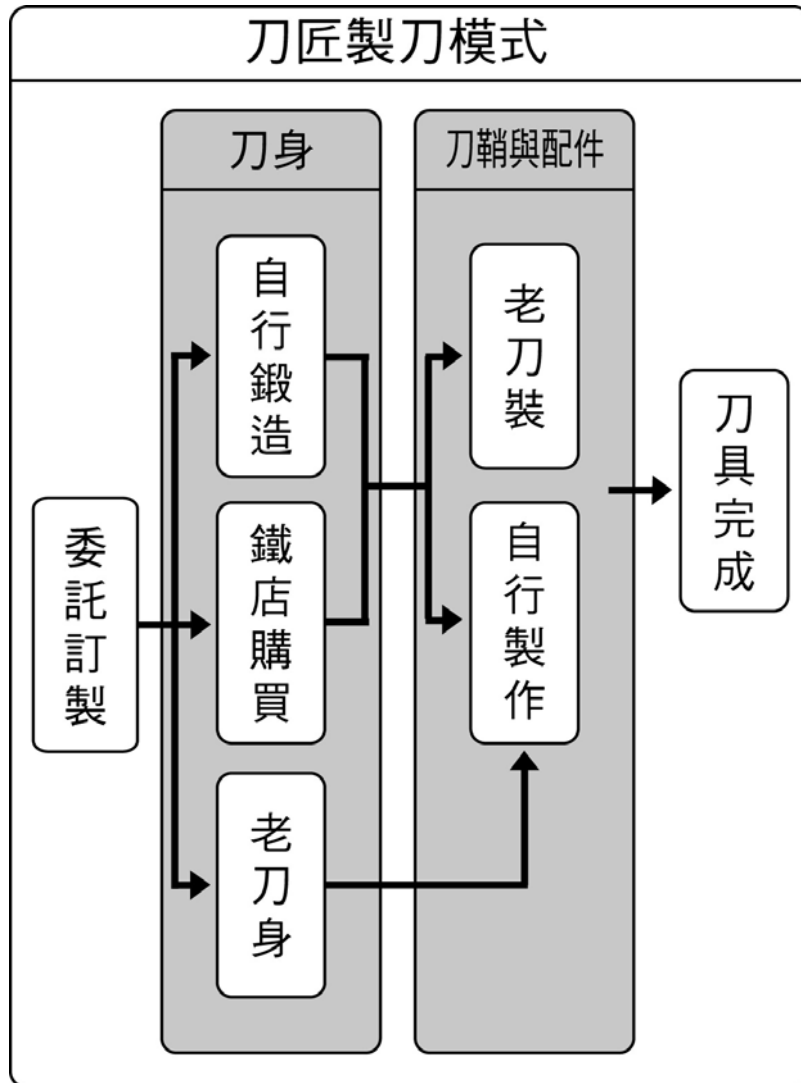 刀匠製刀模式
刀身
刀鞘與配件
委託訂製
自行鍛造
鐵店購買
老刀身
老刀裝
自行製作
刀具完成